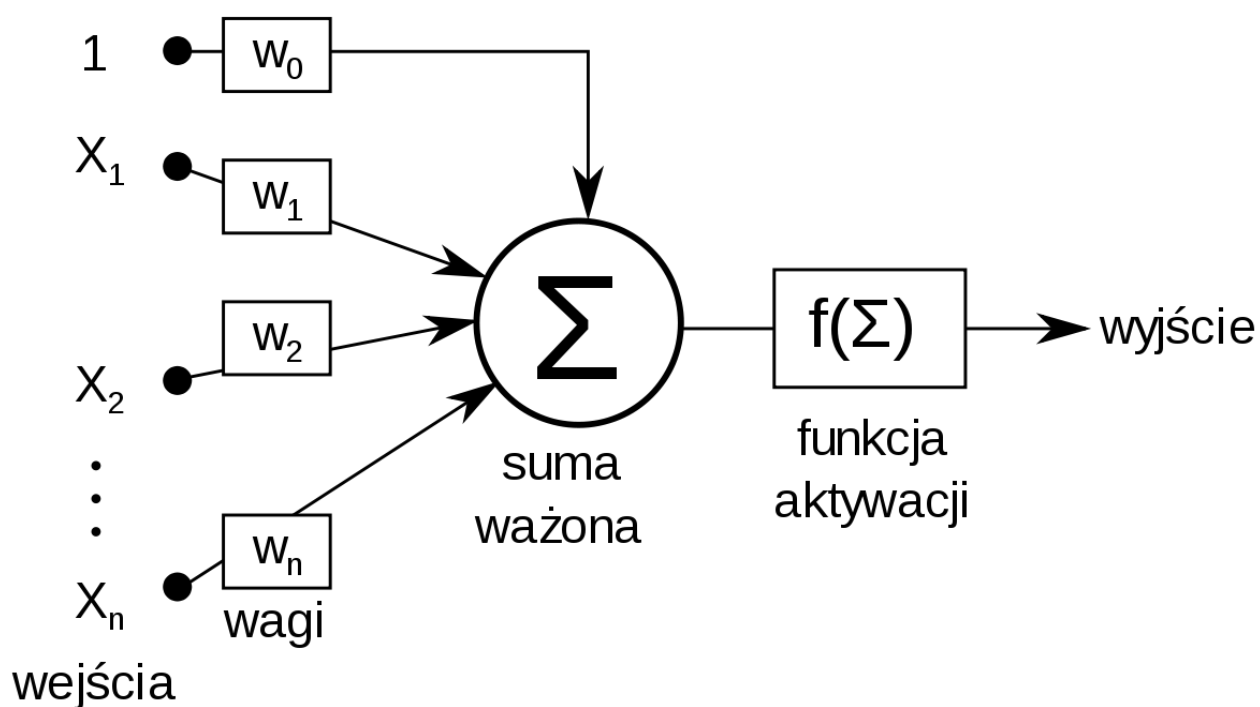 1
w₀
X₁
w₁
w₂
X₂
wₙ
Xₙ
wagi
wejścia
Σ
suma
ważona
f(Σ)
funkcja
aktywacji
wyjście